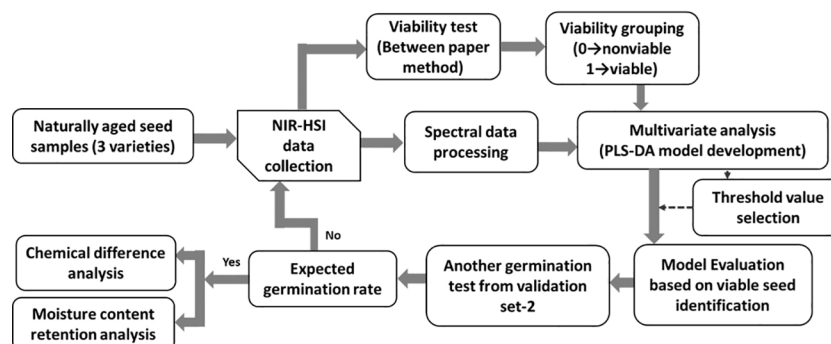 Viability test
(Between paper
method)
Viability grouping
(0→nonviable
1→viable)
Naturally aged seed
samples (3 varieties)
NIR-HSI
data
collection
Spectral data
processing
Multivariate analysis
(PLS-DA model development)
Threshold value
selection
Model Evaluation
based on viable seed
identification
Another germination
test from validation
set-2
Expected
germination rate
No
Yes
Chemical difference
analysis
Moisture content
retention analysis